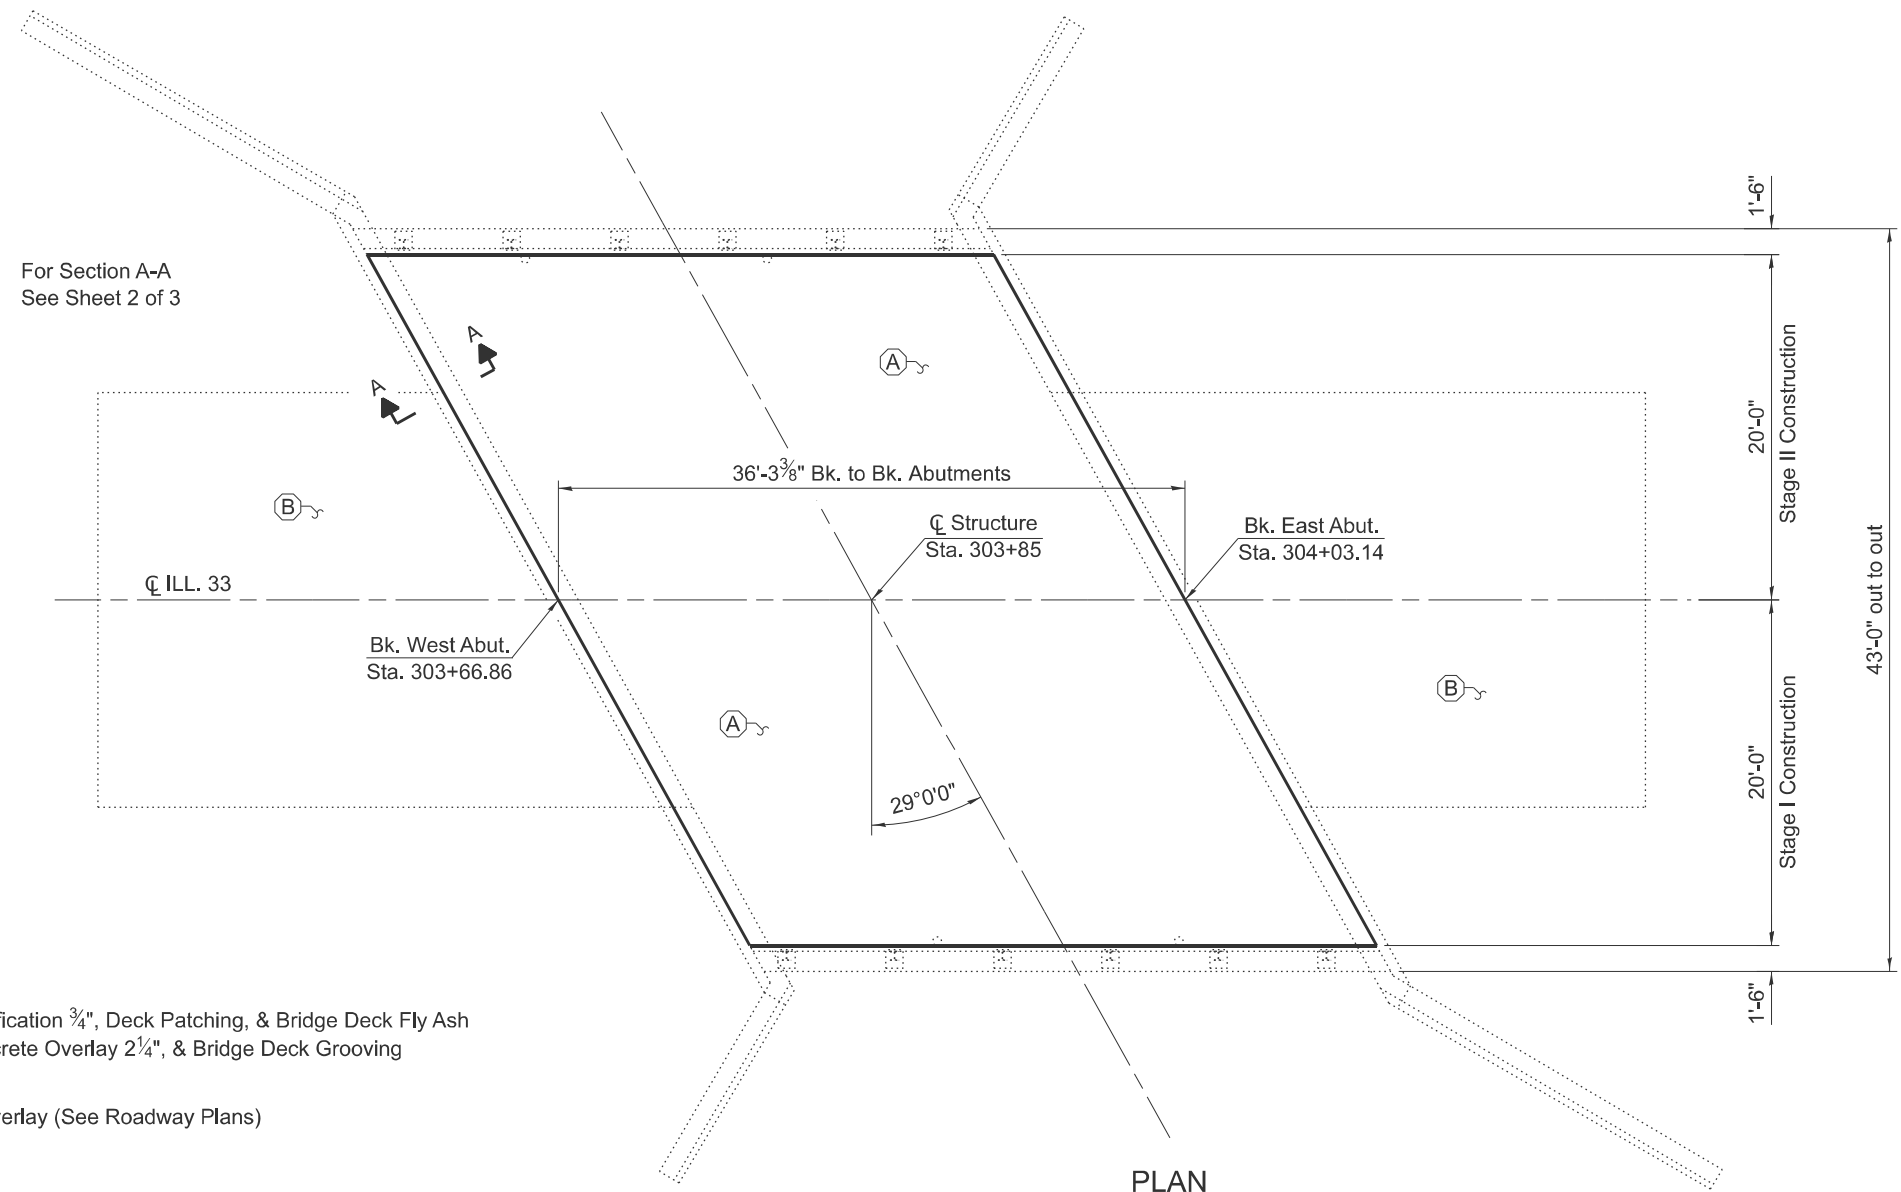 1'-6"
For Section A-A
See Sheet 2 of 3
A
A
A
20'-0"
Stage II Construction
36'-3⅜" Bk. to Bk. Abutments
B
℄ Structure
Sta. 303+85
Bk. East Abut.
Sta. 304+03.14
℄ ILL. 33
43'-0" out to out
Bk. West Abut.
Sta. 303+66.86
B
A
20'-0"
Stage I Construction
29°0'0"
1'-6"
fication ¾", Deck Patching, & Bridge Deck Fly Ash
crete Overlay 2¼", & Bridge Deck Grooving
erlay (See Roadway Plans)
PLAN